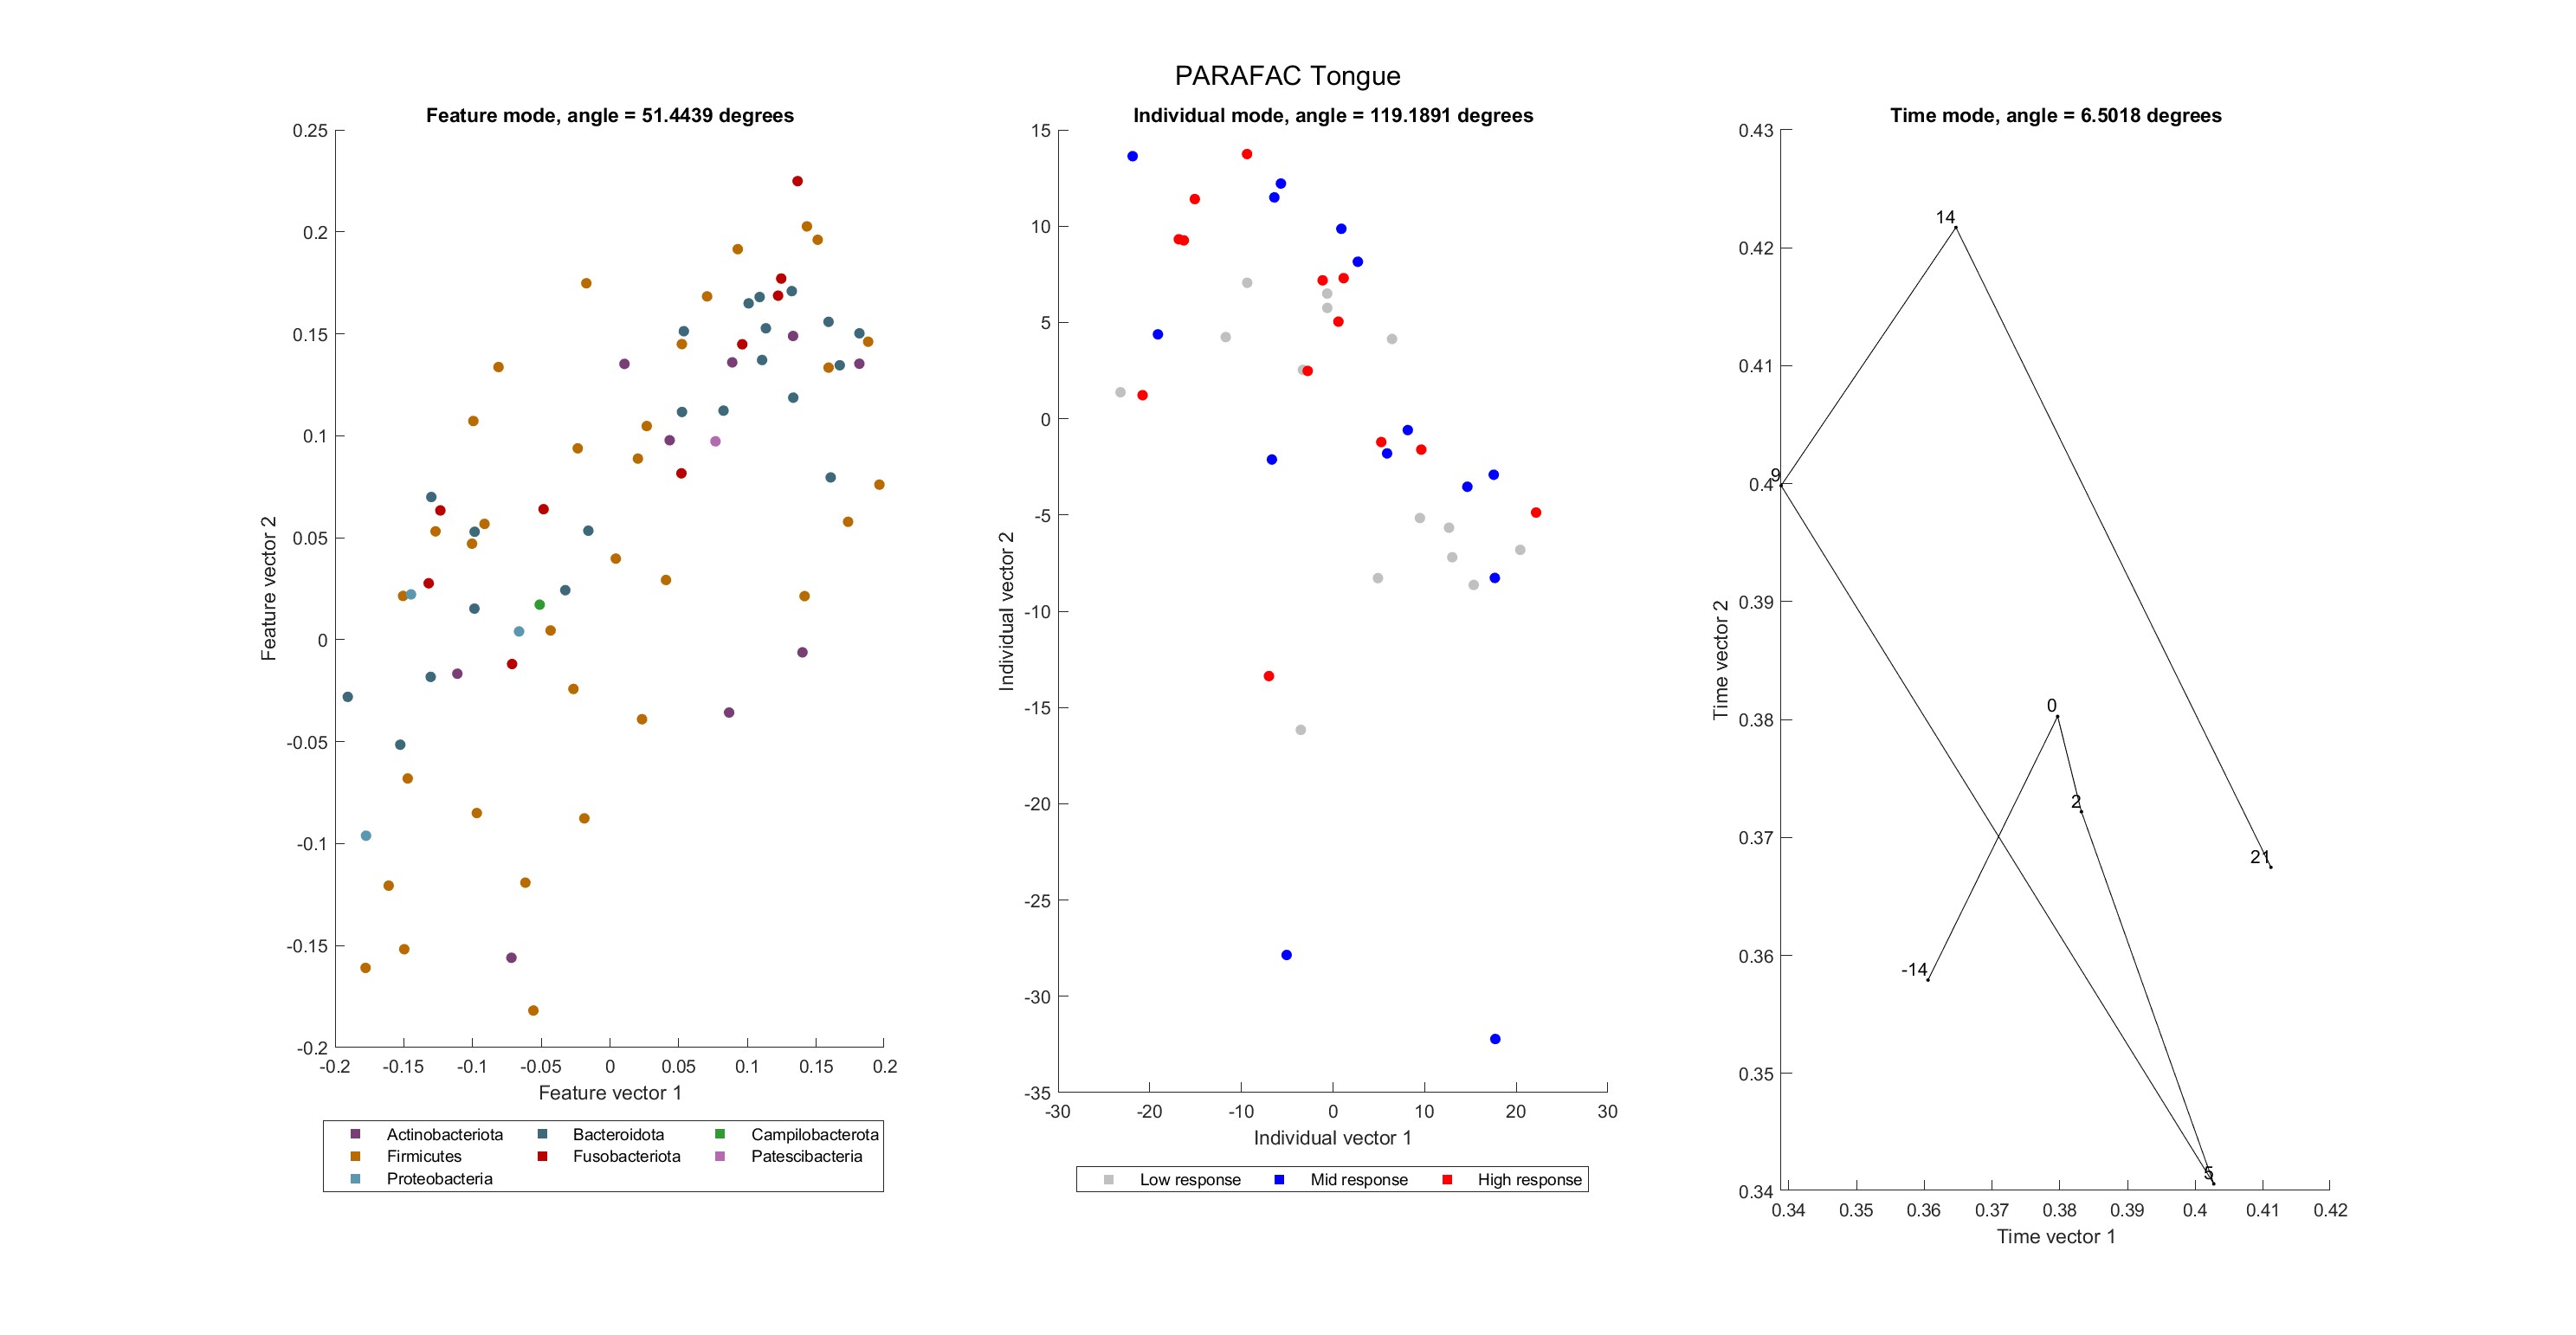 PARAFAC Tongue
Feature mode, angle = 51.4439 degrees
0.25
0.2
0.15
0.1
0.05
0
-0.05
-0.1
-0.15
-0.2
-0.2 -0.15 -0.1 -0.05 0 0.05 0.1 0.15 0.2
Feature vector 2
Feature vector 1
Actinobacteriota Bacteroidota Campilobacterota
Firmicutes Fusobacteriota Patescibacteria
Proteobacteria
Individual mode, angle = 119.1891 degrees
15
10
5
0
-5
-10
-15
-20
-25
-30
-35
-30 -20 -10 0 10 20 30
Individual vector 2
Individual vector 1
Low response Mid response High response
Time mode, angle = 6.5018 degrees
0.43
0.42
0.41
0.4
0.39
0.38
0.37
0.36
0.35
0.34
0.34 0.35 0.36 0.37 0.38 0.39 0.4 0.41 0.42
Time vector 2
Time vector 1
14
9
0
2
21
-14
5